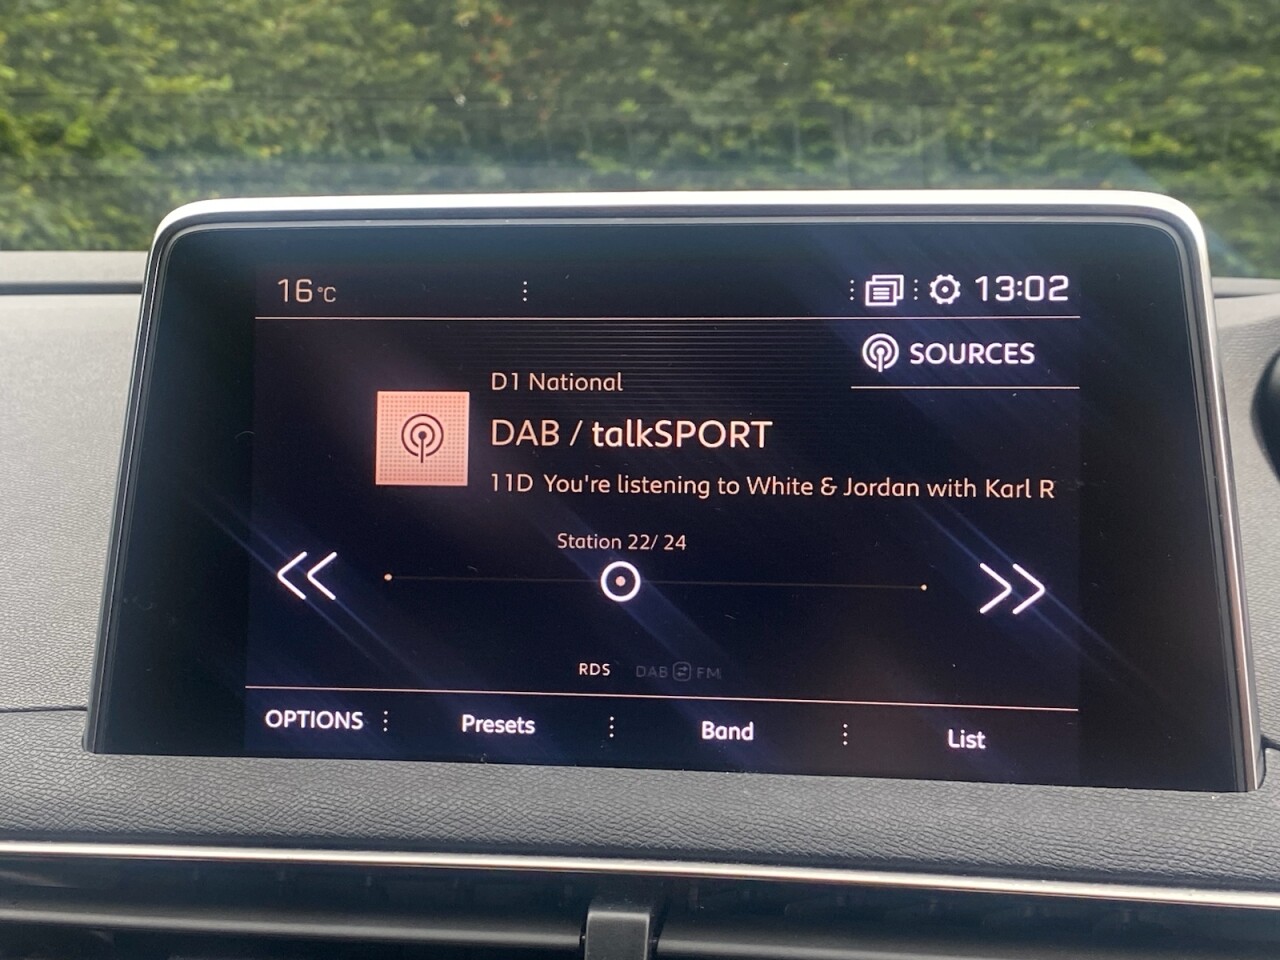 16°C
13:02
SOURCES
D1 National
DAB / talkSPORT
11D You're listening to White & Jordan with Karl R
Station 22/ 24
RDS DAB FM
OPTIONS Presets Band List